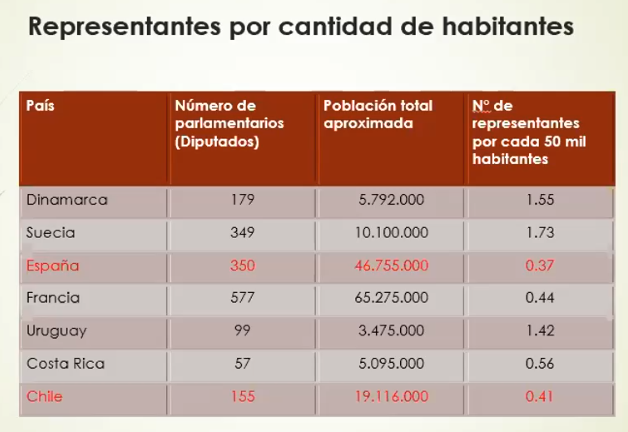 Representantes por cantidad de habitantes
País Número de parlamentarios (Diputados) Población total aproximada Nº de representantes por cada 50 mil habitantes
Dinamarca 179 5.792.000 1.55
Suecia 349 10.100.000 1.73
España 350 46.755.000 0.37
Francia 577 65.275.000 0.44
Uruguay 99 3.475.000 1.42
Costa Rica 57 5.095.000 0.56
Chile 155 19.116.000 0.41